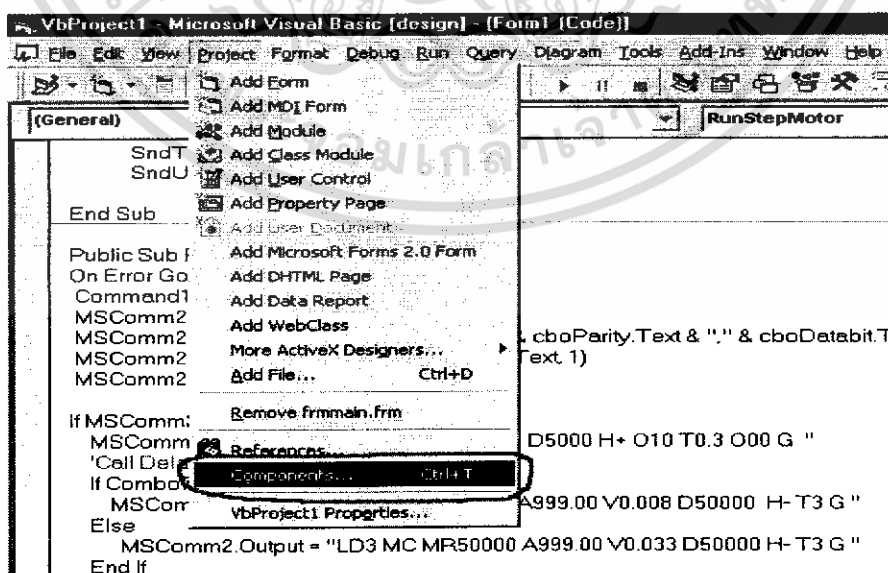 VbProject1 - Microsoft Visual Basic [design] - [Form1 (Code)]
File Edit View Project Format Debug Run Query Diagram Tools Add-Ins Window Help
(General)
RunStepMotor
Add Form
Add MDI Form
Add Module
Add Class Module
Add User Control
Add Property Page
Add User Document
Add Microsoft Forms 2.0 Form
Add DHTML Page
Add Data Report
Add WebClass
More ActiveX Designers...
Add File... Ctrl+D
Remove frmmain.frm
References...
Components... Ctrl+T
VbProject1 Properties...
SndT
SndU
End Sub
Public Sub
On Error Go
Command1
MSComm2
MSComm2 cboParity.Text & "," & cboDatabit.T
MSComm2 Text, 1)
MSComm2
If MSComm
MSComm D5000 H+ O10 T0.3 O00 G "
'Call Dela
If Combo
MSCom A999.00 V0.008 D50000 H- T3 G "
Else
MSComm2.Output = "LD3 MC MR50000 A999.00 V0.033 D50000 H- T3 G "
End If